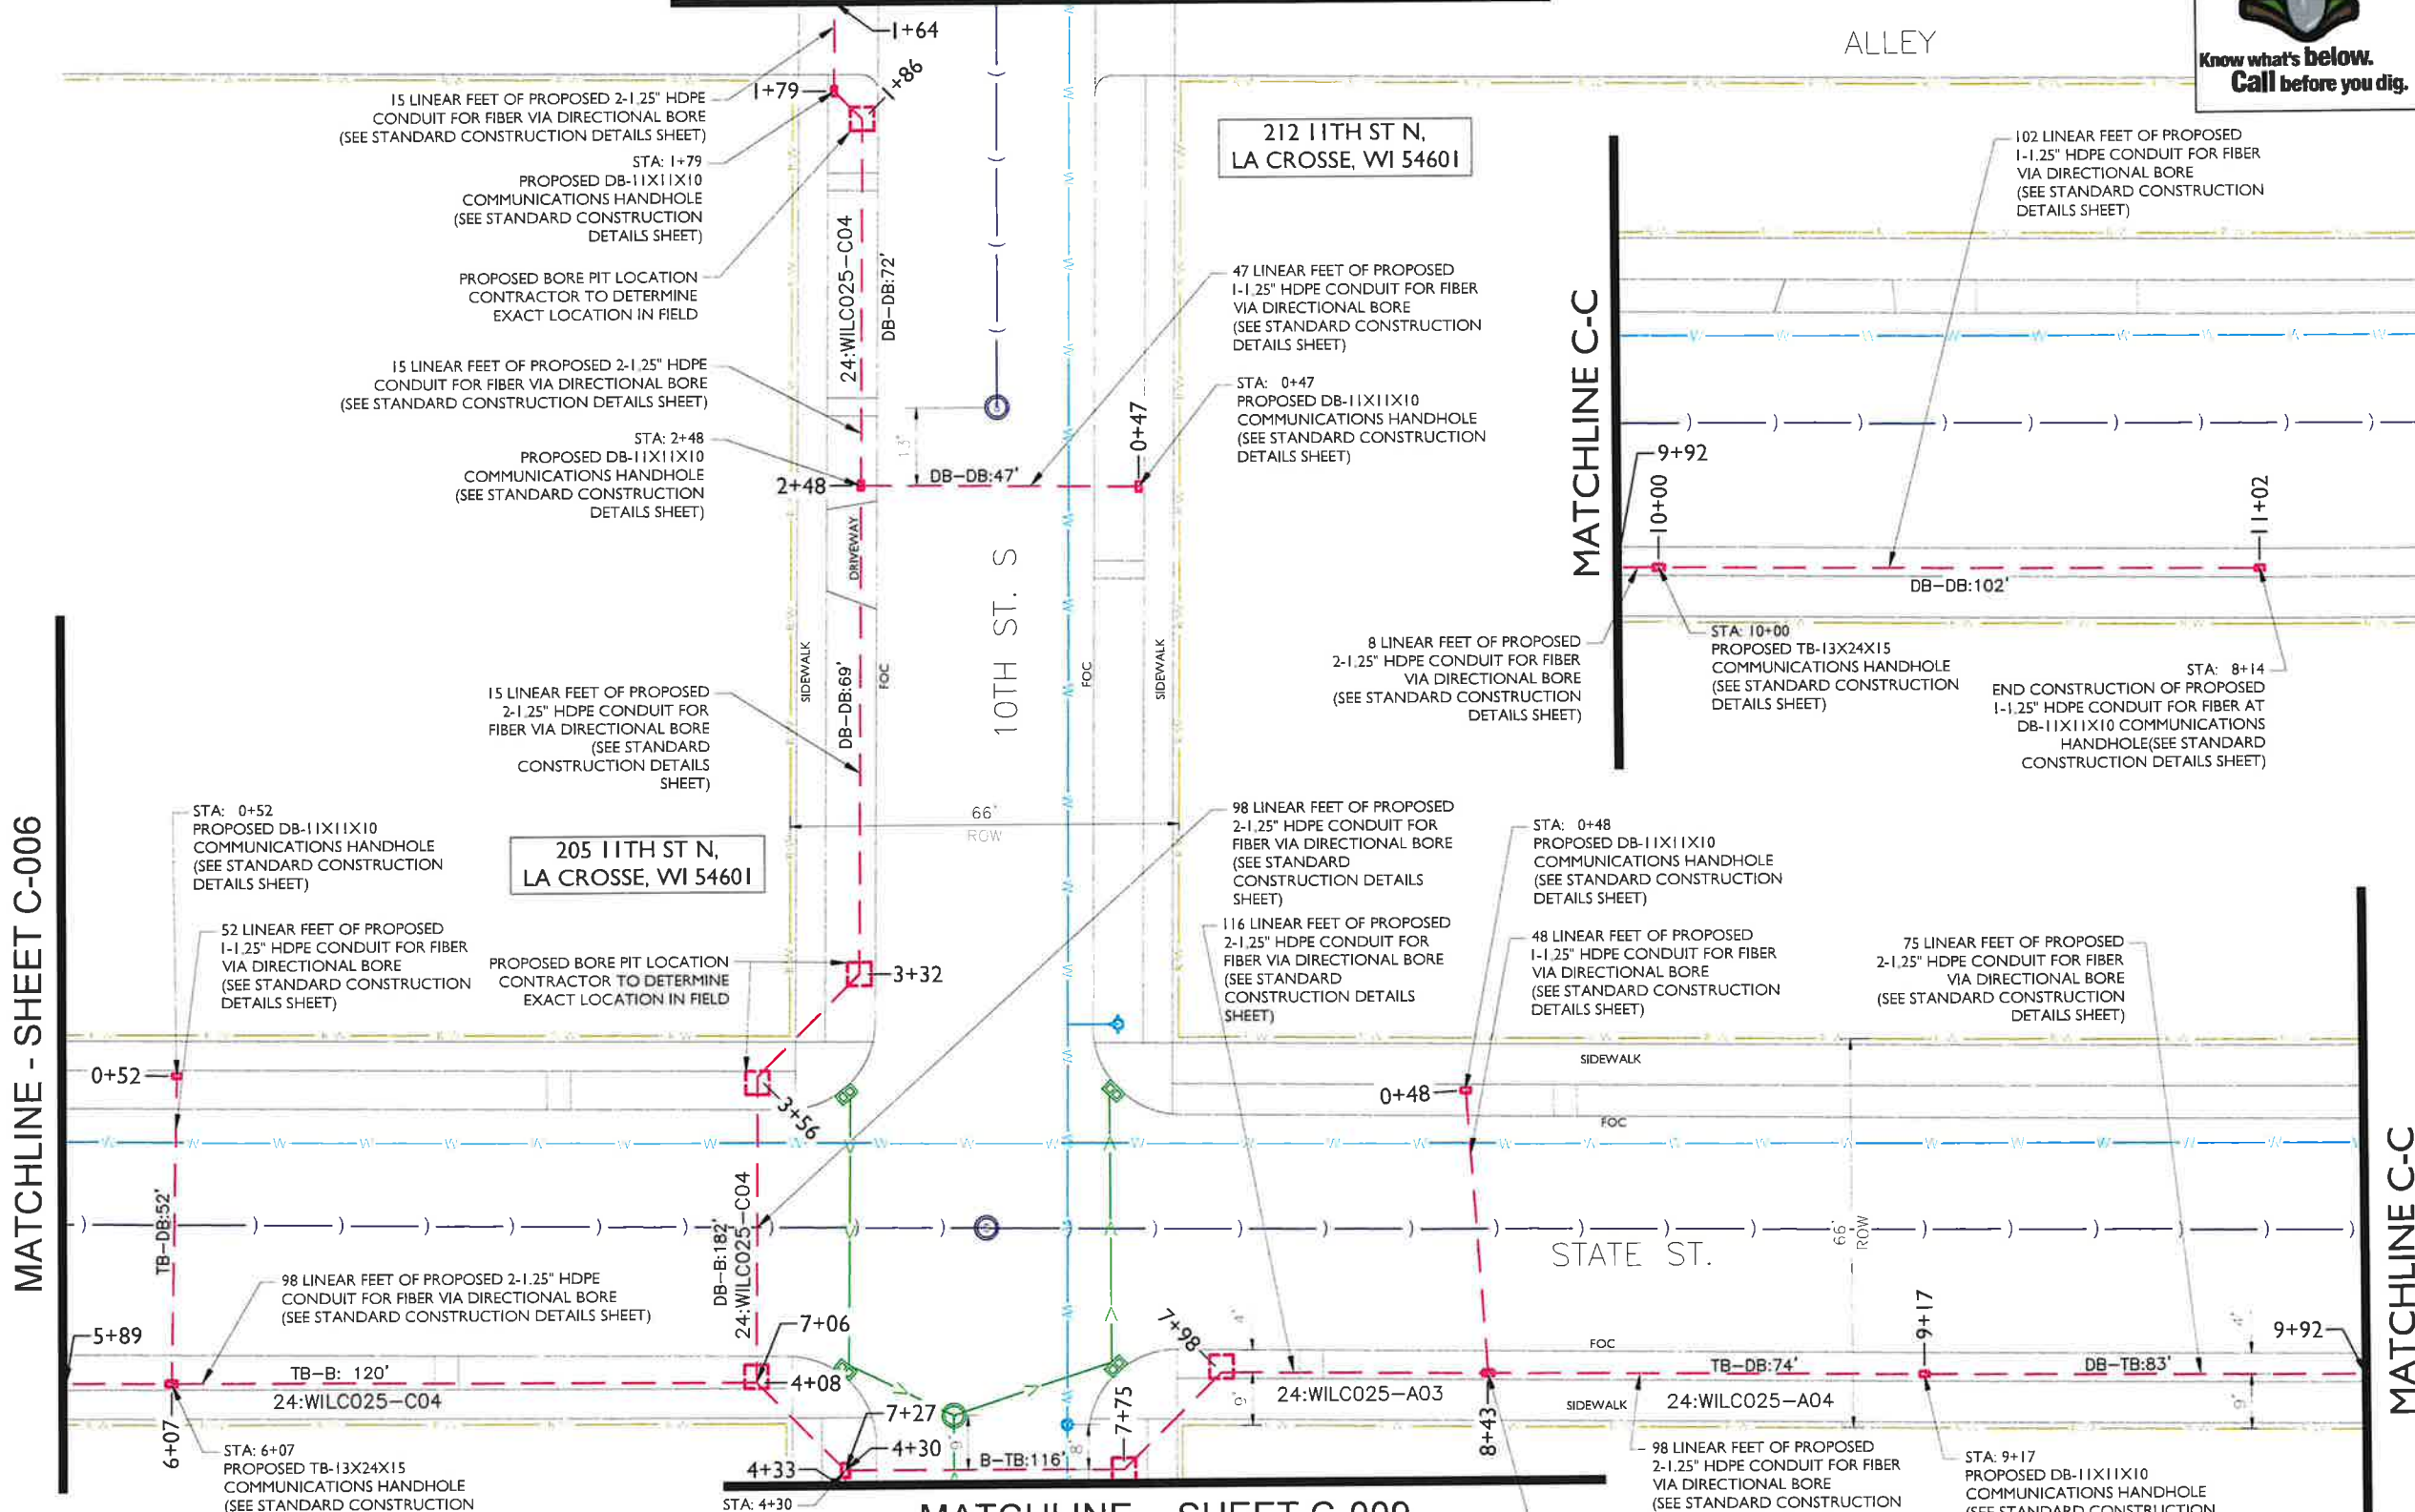 1+64
ALLEY
Know what's below.
Call before you dig.
1+79
1+86
15 LINEAR FEET OF PROPOSED 2-1.25" HDPE
CONDUIT FOR FIBER VIA DIRECTIONAL BORE
(SEE STANDARD CONSTRUCTION DETAILS SHEET)
STA: 1+79
PROPOSED DB-11X11X10
COMMUNICATIONS HANDHOLE
(SEE STANDARD CONSTRUCTION
DETAILS SHEET)
PROPOSED BORE PIT LOCATION
CONTRACTOR TO DETERMINE
EXACT LOCATION IN FIELD
24:WILC025-C04
DB-DB:72'
212 11TH ST N,
LA CROSSE, WI 54601
102 LINEAR FEET OF PROPOSED
1-1.25" HDPE CONDUIT FOR FIBER
VIA DIRECTIONAL BORE
(SEE STANDARD CONSTRUCTION
DETAILS SHEET)
15 LINEAR FEET OF PROPOSED 2-1.25" HDPE
CONDUIT FOR FIBER VIA DIRECTIONAL BORE
(SEE STANDARD CONSTRUCTION DETAILS SHEET)
STA: 2+48
PROPOSED DB-11X11X10
COMMUNICATIONS HANDHOLE
(SEE STANDARD CONSTRUCTION
DETAILS SHEET)
2+48
DB-DB:47'
13'
0+47
47 LINEAR FEET OF PROPOSED
1-1.25" HDPE CONDUIT FOR FIBER
VIA DIRECTIONAL BORE
(SEE STANDARD CONSTRUCTION
DETAILS SHEET)
STA: 0+47
PROPOSED DB-11X11X10
COMMUNICATIONS HANDHOLE
(SEE STANDARD CONSTRUCTION
DETAILS SHEET)
MATCHLINE C-C
9+92
10+00
11+02
DB-DB:102'
8 LINEAR FEET OF PROPOSED
2-1.25" HDPE CONDUIT FOR FIBER
VIA DIRECTIONAL BORE
(SEE STANDARD CONSTRUCTION
DETAILS SHEET)
STA: 10+00
PROPOSED TB-13X24X15
COMMUNICATIONS HANDHOLE
(SEE STANDARD CONSTRUCTION
DETAILS SHEET)
STA: 8+14
END CONSTRUCTION OF PROPOSED
1-1.25" HDPE CONDUIT FOR FIBER AT
DB-11X11X10 COMMUNICATIONS
HANDHOLE(SEE STANDARD
CONSTRUCTION DETAILS SHEET)
DRIVEWAY
SIDEWALK
DB-DB:69'
FOC
10TH ST. S
FOC
SIDEWALK
15 LINEAR FEET OF PROPOSED
2-1.25" HDPE CONDUIT FOR
FIBER VIA DIRECTIONAL BORE
(SEE STANDARD
CONSTRUCTION DETAILS
SHEET)
66'
ROW
MATCHLINE - SHEET C-006
STA: 0+52
PROPOSED DB-11X11X10
COMMUNICATIONS HANDHOLE
(SEE STANDARD CONSTRUCTION
DETAILS SHEET)
205 11TH ST N,
LA CROSSE, WI 54601
52 LINEAR FEET OF PROPOSED
1-1.25" HDPE CONDUIT FOR FIBER
VIA DIRECTIONAL BORE
(SEE STANDARD CONSTRUCTION
DETAILS SHEET)
PROPOSED BORE PIT LOCATION
CONTRACTOR TO DETERMINE
EXACT LOCATION IN FIELD
3+32
98 LINEAR FEET OF PROPOSED
2-1.25" HDPE CONDUIT FOR
FIBER VIA DIRECTIONAL BORE
(SEE STANDARD
CONSTRUCTION DETAILS
SHEET)
116 LINEAR FEET OF PROPOSED
2-1.25" HDPE CONDUIT FOR
FIBER VIA DIRECTIONAL BORE
(SEE STANDARD
CONSTRUCTION DETAILS
SHEET)
STA: 0+48
PROPOSED DB-11X11X10
COMMUNICATIONS HANDHOLE
(SEE STANDARD CONSTRUCTION
DETAILS SHEET)
48 LINEAR FEET OF PROPOSED
1-1.25" HDPE CONDUIT FOR FIBER
VIA DIRECTIONAL BORE
(SEE STANDARD CONSTRUCTION
DETAILS SHEET)
75 LINEAR FEET OF PROPOSED
2-1.25" HDPE CONDUIT FOR FIBER
VIA DIRECTIONAL BORE
(SEE STANDARD CONSTRUCTION
DETAILS SHEET)
0+52
3+56
0+48
SIDEWALK
FOC
TB-DB:52'
DB-B:182'
24:WILC025-C04
STATE ST.
66'
ROW
MATCHLINE C-C
98 LINEAR FEET OF PROPOSED 2-1.25" HDPE
CONDUIT FOR FIBER VIA DIRECTIONAL BORE
(SEE STANDARD CONSTRUCTION DETAILS SHEET)
5+89
TB-B: 120'
24:WILC025-C04
7+06
4+08
7+98
4'
9'
24:WILC025-A03
FOC
TB-DB:74'
SIDEWALK
24:WILC025-A04
9+17
DB-TB:83'
9+92
4'
9'
6+07
STA: 6+07
PROPOSED TB-13X24X15
COMMUNICATIONS HANDHOLE
(SEE STANDARD CONSTRUCTION
7+27
4+30
4+33
STA: 4+30
9'
B-TB:116'
8'
7+75
8+43
98 LINEAR FEET OF PROPOSED
2-1.25" HDPE CONDUIT FOR FIBER
VIA DIRECTIONAL BORE
(SEE STANDARD CONSTRUCTION
STA: 9+17
PROPOSED DB-11X11X10
COMMUNICATIONS HANDHOLE
(SEE STANDARD CONSTRUCTION
MATCHLINE - SHEET C-009